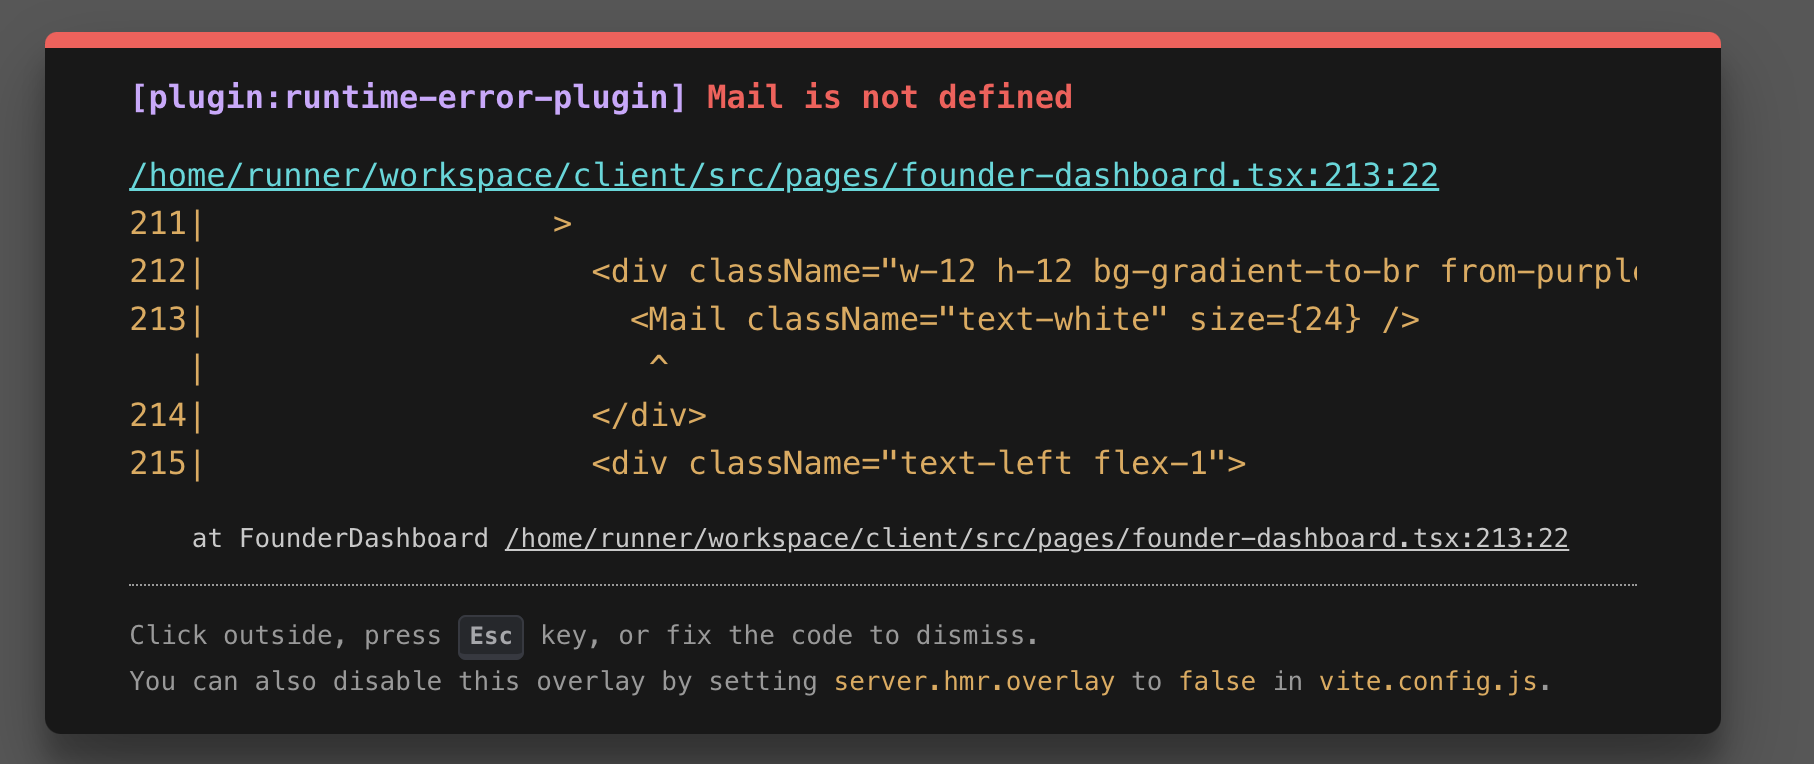 [plugin:runtime-error-plugin] Mail is not defined
/home/runner/workspace/client/src/pages/founder-dashboard.tsx:213:22
211|                  >
212|                    <div className="w-12 h-12 bg-gradient-to-br from-purple
213|                      <Mail className="text-white" size={24} />
   |                       ^
214|                    </div>
215|                    <div className="text-left flex-1">
at FounderDashboard /home/runner/workspace/client/src/pages/founder-dashboard.tsx:213:22
Click outside, press Esc key, or fix the code to dismiss.
You can also disable this overlay by setting server.hmr.overlay to false in vite.config.js.